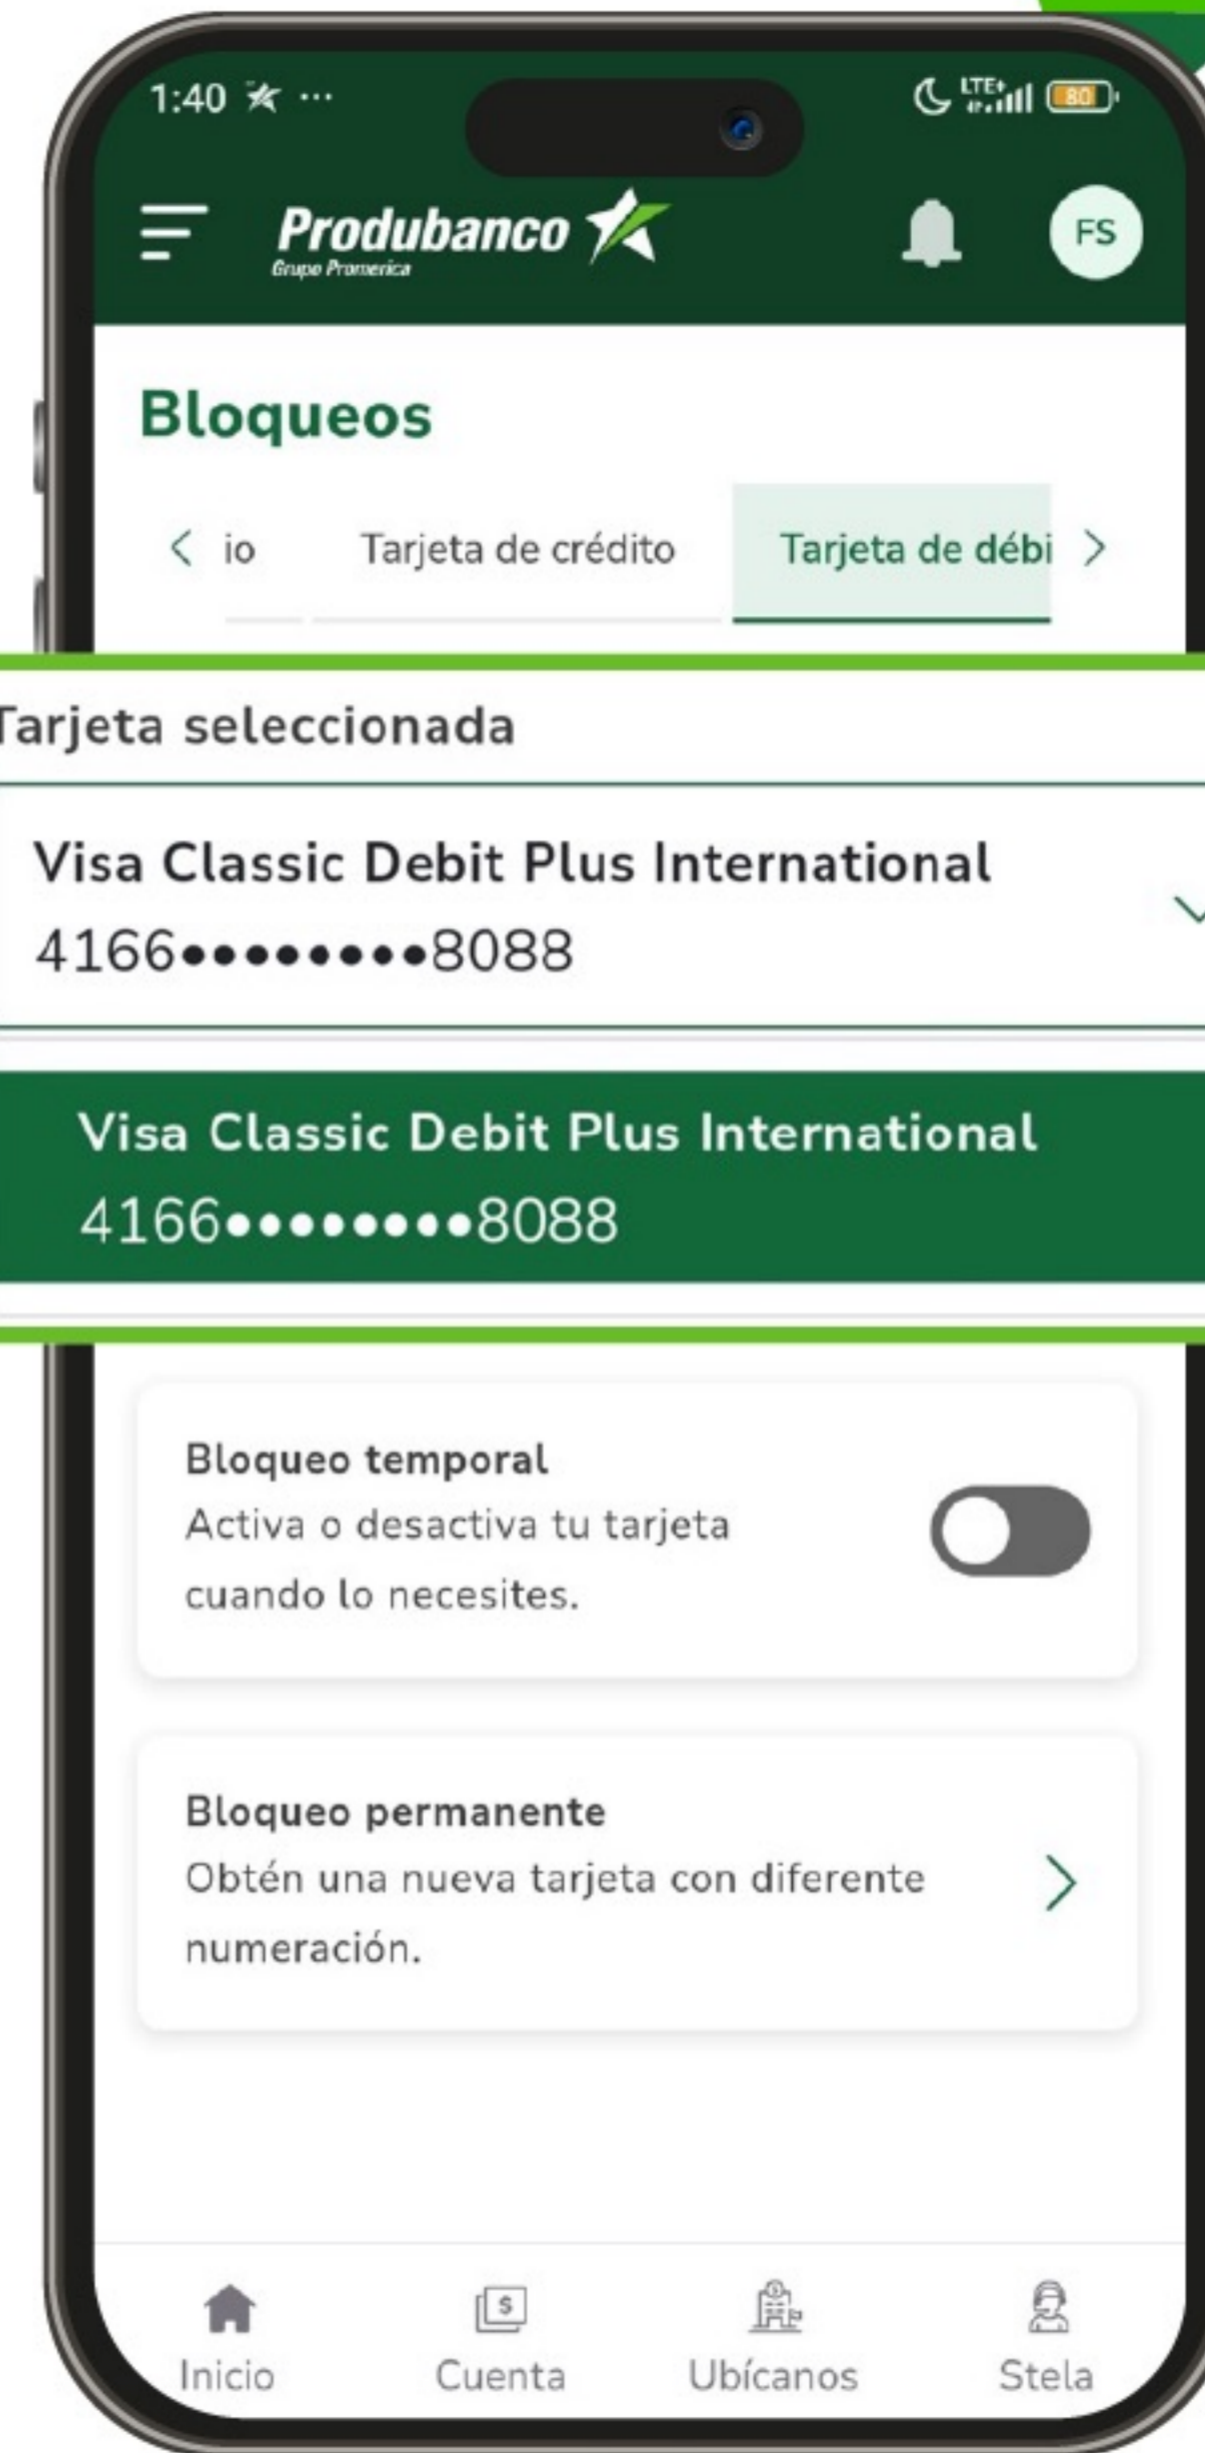 1:40 ...
LTE+ 4G 80
Produbanco
Grupo Promerica
FS
Bloqueos
io Tarjeta de crédito Tarjeta de débi
Tarjeta seleccionada
Visa Classic Debit Plus International
4166••••••••8088
Visa Classic Debit Plus International
4166••••••••8088
Bloqueo temporal
Activa o desactiva tu tarjeta
cuando lo necesites.
Bloqueo permanente
Obtén una nueva tarjeta con diferente
numeración.
Inicio Cuenta Ubícanos Stela